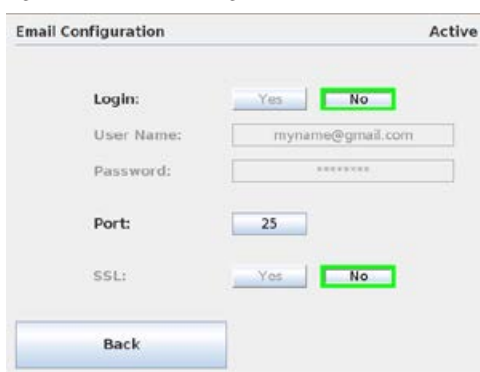 Email Configuration Active
Login: Yes No
User Name: myname@gmail.com
Password: ********
Port: 25
SSL: Yes No
Back